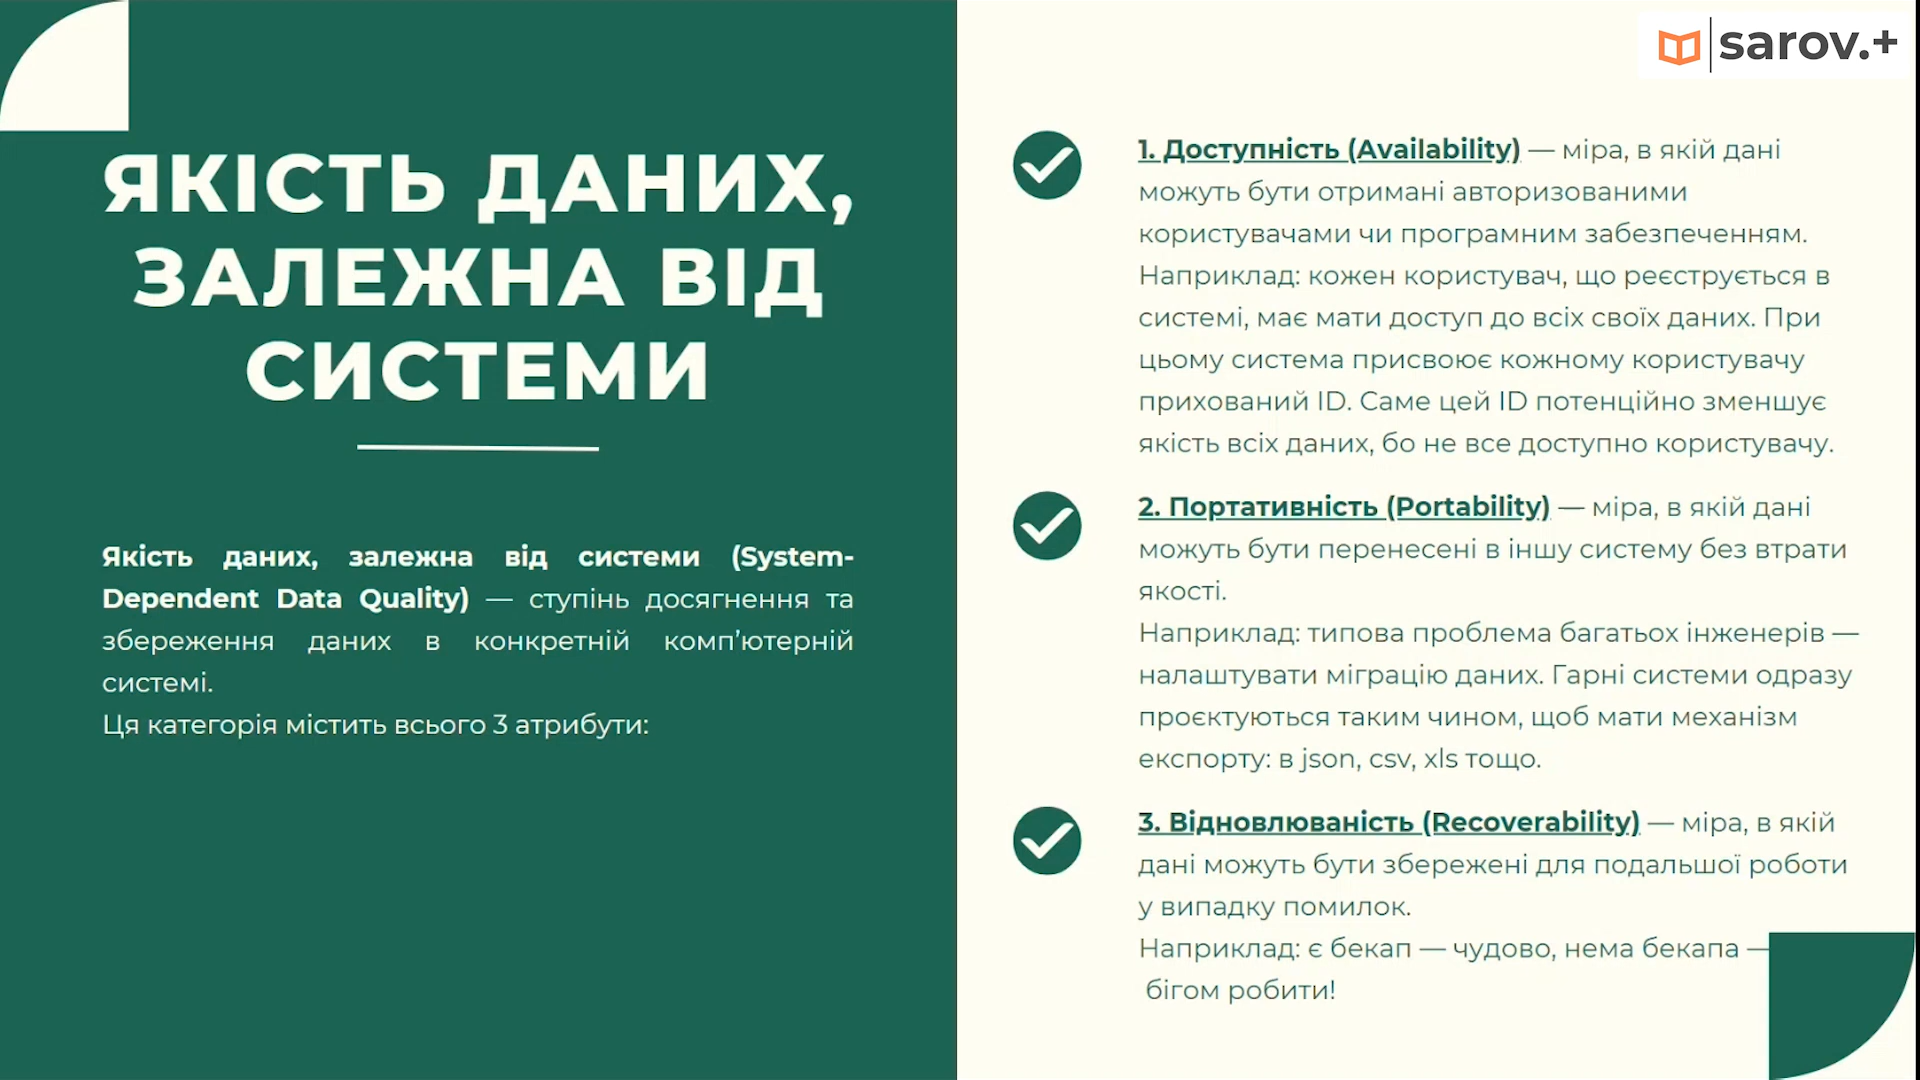 sarov.+
ЯКІСТЬ ДАНИХ,
ЗАЛЕЖНА ВІД
СИСТЕМИ
Якість даних, залежна від системи (System-
Dependent Data Quality) — ступінь досягнення та
збереження даних в конкретній комп'ютерній
системі.
Ця категорія містить всього 3 атрибути:
1. Доступність (Availability) — міра, в якій дані
можуть бути отримані авторизованими
користувачами чи програмним забезпеченням.
Наприклад: кожен користувач, що реєструється в
системі, має мати доступ до всіх своїх даних. При
цьому система присвоює кожному користувачу
прихований ID. Саме цей ID потенційно зменшує
якість всіх даних, бо не все доступно користувачу.
2. Портативність (Portability) — міра, в якій дані
можуть бути перенесені в іншу систему без втрати
якості.
Наприклад: типова проблема багатьох інженерів —
налаштувати міграцію даних. Гарні системи одразу
проєктуються таким чином, щоб мати механізм
експорту: в json, csv, xls тощо.
3. Відновлюваність (Recoverability) — міра, в якій
дані можуть бути збережені для подальшої роботи
у випадку помилок.
Наприклад: є бекап — чудово, нема бекапа —
бігом робити!